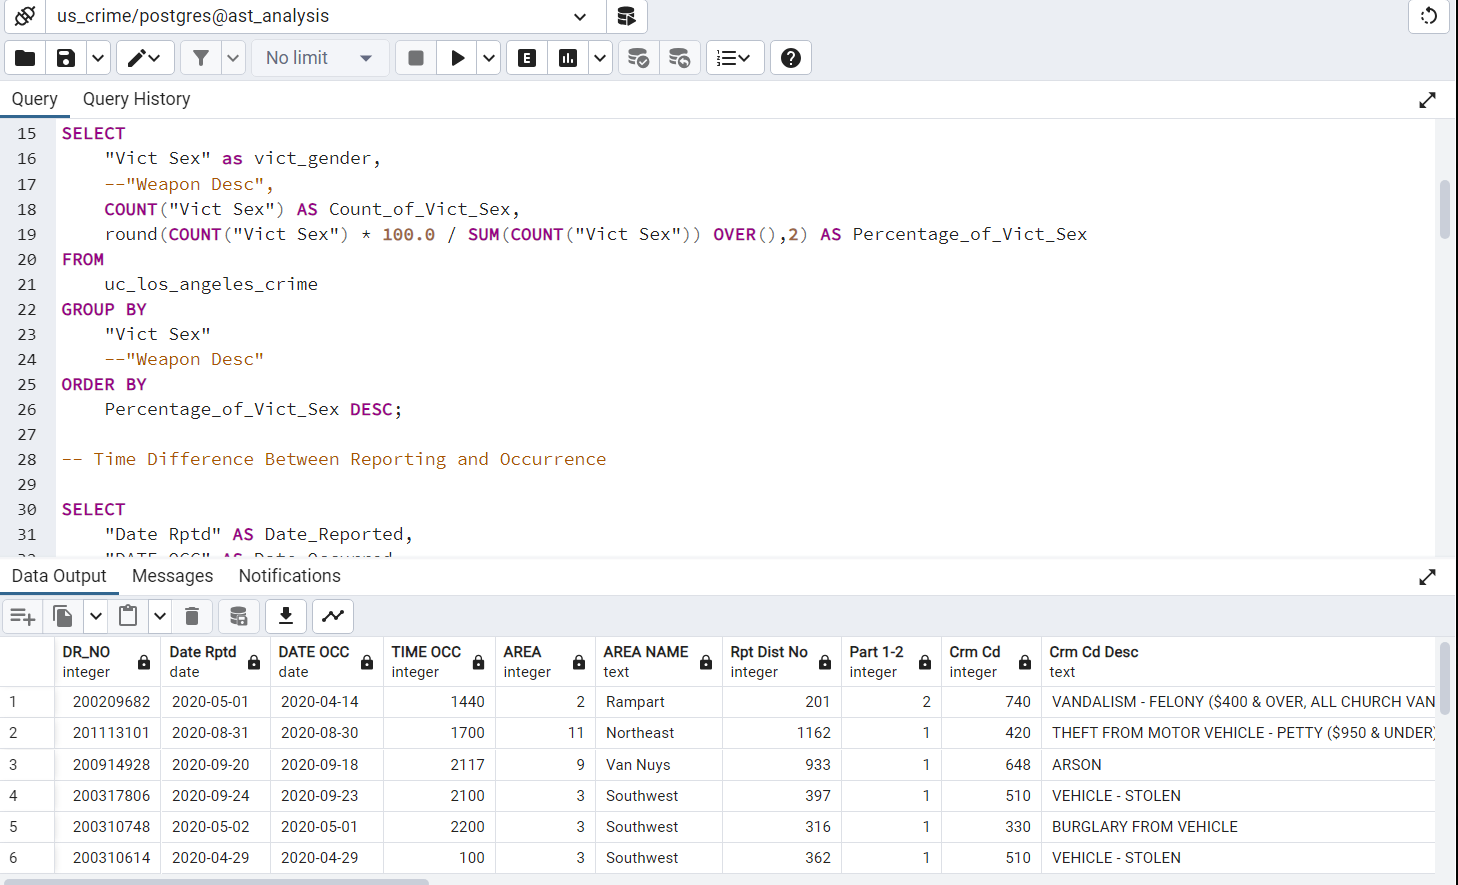 us_crime/postgres@ast_analysis
No limit
E
Query Query History
15 SELECT
16 "Vict Sex" as vict_gender,
17 --"Weapon Desc",
18 COUNT("Vict Sex") AS Count_of_Vict_Sex,
19 round(COUNT("Vict Sex") * 100.0 / SUM(COUNT("Vict Sex")) OVER(),2) AS Percentage_of_Vict_Sex
20 FROM
21 uc_los_angeles_crime
22 GROUP BY
23 "Vict Sex"
24 --"Weapon Desc"
25 ORDER BY
26 Percentage_of_Vict_Sex DESC;
27
28 -- Time Difference Between Reporting and Occurrence
29
30 SELECT
31 "Date Rptd" AS Date_Reported,
32 "DATE OCC" AS Date_Occurred
Data Output Messages Notifications
DR_NO Date Rptd DATE OCC TIME OCC AREA AREA NAME Rpt Dist No Part 1-2 Crm Cd Crm Cd Desc
integer date date integer integer text integer integer integer text
1 200209682 2020-05-01 2020-04-14 1440 2 Rampart 201 2 740 VANDALISM - FELONY ($400 & OVER, ALL CHURCH VAN
2 201113101 2020-08-31 2020-08-30 1700 11 Northeast 1162 1 420 THEFT FROM MOTOR VEHICLE - PETTY ($950 & UNDER)
3 200914928 2020-09-20 2020-09-18 2117 9 Van Nuys 933 1 648 ARSON
4 200317806 2020-09-24 2020-09-23 2100 3 Southwest 397 1 510 VEHICLE - STOLEN
5 200310748 2020-05-02 2020-05-01 2200 3 Southwest 316 1 330 BURGLARY FROM VEHICLE
6 200310614 2020-04-29 2020-04-29 100 3 Southwest 362 1 510 VEHICLE - STOLEN